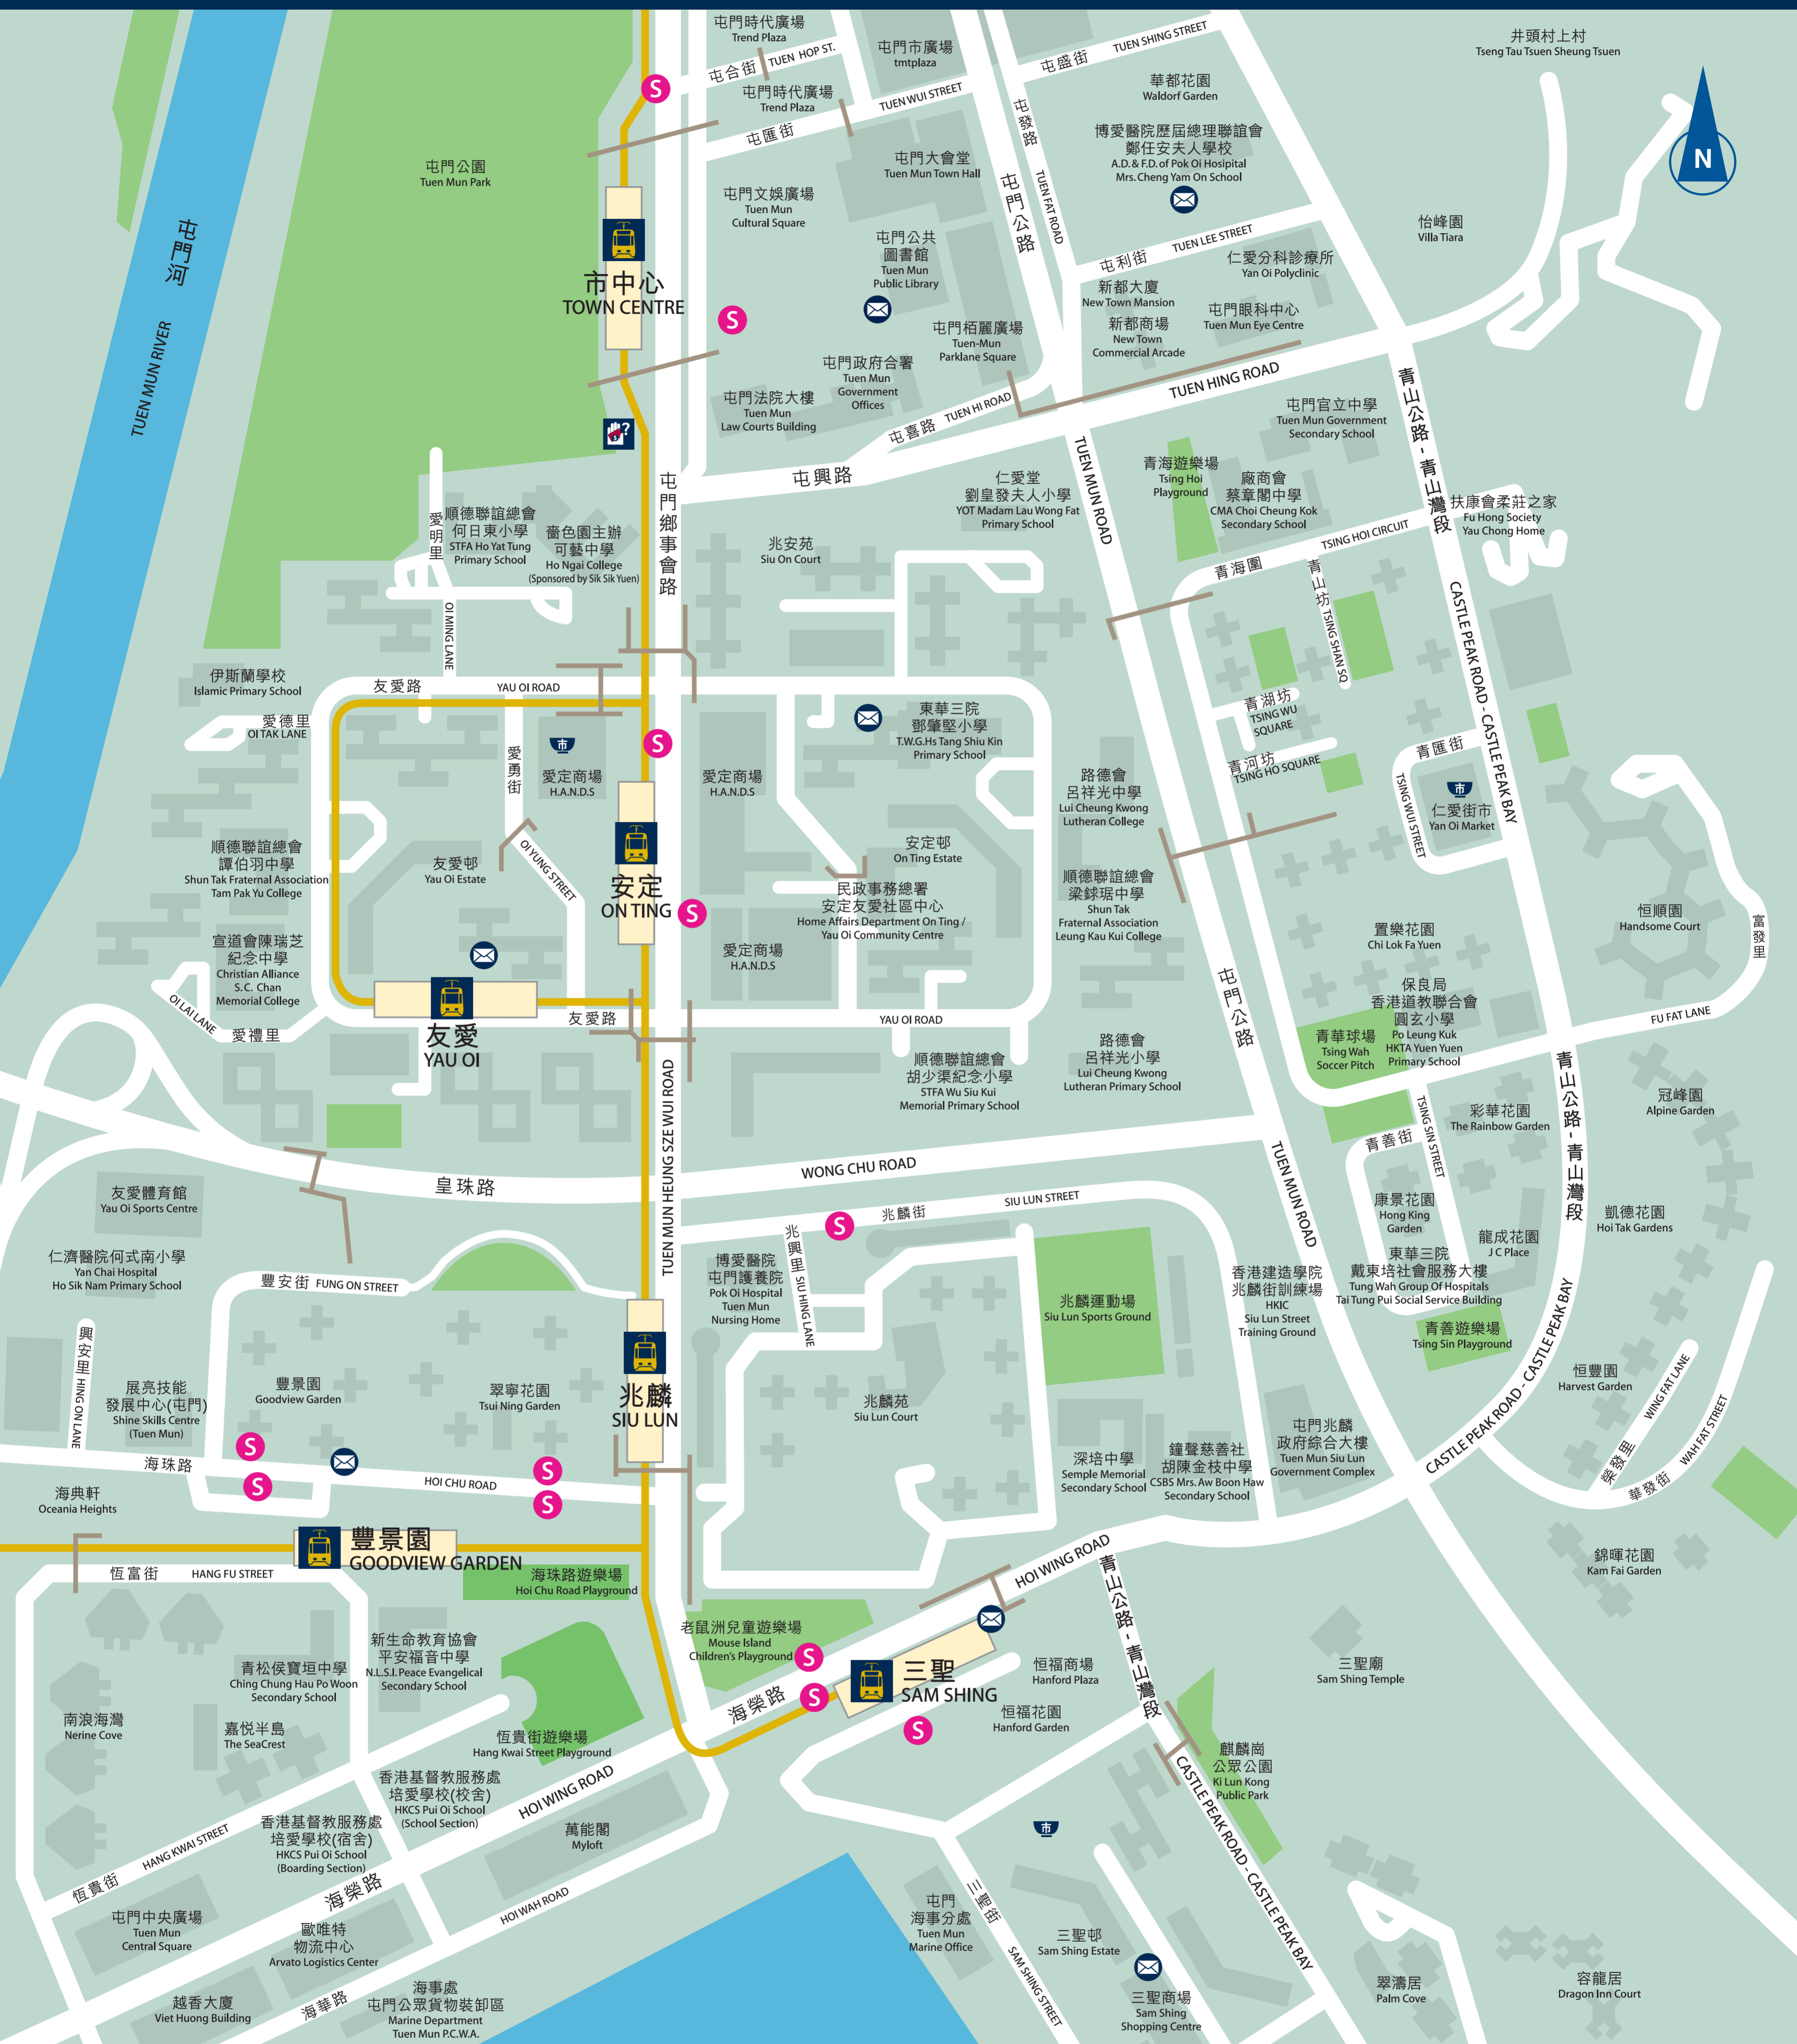 屯門時代廣場
Trend Plaza
屯合街
TUEN HOP ST.
屯門市廣場
tmtplaza
屯盛街
TUEN SHING STREET
井頭村上村
Tseng Tau Tsuen Sheung Tsuen
S
屯門時代廣場
Trend Plaza
TUEN WUI STREET
屯匯街
華都花園
Waldorf Garden
屯發路
TUEN FAT ROAD
博愛醫院歷屆總理聯誼會
鄭任安夫人學校
A.D. & F.D. of Pok Oi Hosipital
Mrs. Cheng Yam On School
N
屯門公園
Tuen Mun Park
屯門大會堂
Tuen Mun Town Hall
屯門文娛廣場
Tuen Mun
Cultural Square
屯門公路
屯門河
TUEN MUN RIVER
屯門公共
圖書館
Tuen Mun
Public Library
屯利街
TUEN LEE STREET
怡峰園
Villa Tiara
仁愛分科診療所
Yan Oi Polyclinic
市中心
TOWN CENTRE
S
新都大廈
New Town Mansion
新都商場
New Town
Commercial Arcade
屯門眼科中心
Tuen Mun Eye Centre
屯門栢麗廣場
Tuen-Mun
Parklane Square
屯門政府合署
Tuen Mun
Government
Offices
屯門法院大樓
Tuen Mun
Law Courts Building
屯喜路
TUEN HI ROAD
TUEN HING ROAD
屯興路
青山公路 - 青山灣段
?
屯門官立中學
Tuen Mun Government
Secondary School
TUEN MUN ROAD
青海遊樂場
Tsing Hoi
Playground
廠商會
蔡章閣中學
CMA Choi Cheung Kok
Secondary School
仁愛堂
劉皇發夫人小學
YOT Madam Lau Wong Fat
Primary School
扶康會柔莊之家
Fu Hong Society
Yau Chong Home
屯門鄉事會路
愛明里
OI MING LANE
順德聯誼總會
何日東小學
STFA Ho Yat Tung
Primary School
嗇色園主辦
可藝中學
Ho Ngai College
(Sponsored by Sik Sik Yuen)
兆安苑
Siu On Court
青海圍
TSING HOI CIRCUIT
青山坊
TSING SHAN SQ
CASTLE PEAK ROAD - CASTLE PEAK BAY
伊斯蘭學校
Islamic Primary School
友愛路
YAU OI ROAD
愛德里
OI TAK LANE
愛勇街
OI YUNG STREET
市
愛定商場
H.A.N.D.S
S
愛定商場
H.A.N.D.S
東華三院
鄧肇堅小學
T.W.G.Hs Tang Shiu Kin
Primary School
青湖坊
TSING WU
SQUARE
青河坊
TSING HO SQUARE
青匯街
TSING WUI STREET
市
仁愛街市
Yan Oi Market
路德會
呂祥光中學
Lui Cheung Kwong
Lutheran College
順德聯誼總會
譚伯羽中學
Shun Tak Fraternal Association
Tam Pak Yu College
友愛邨
Yau Oi Estate
安定
ON TING
S
安定邨
On Ting Estate
民政事務總署
安定友愛社區中心
Home Affairs Department On Ting /
Yau Oi Community Centre
順德聯誼總會
梁銶琚中學
Shun Tak
Fraternal Association
Leung Kau Kui College
愛定商場
H.A.N.D.S
置樂花園
Chi Lok Fa Yuen
恒順園
Handsome Court
富發里
FU FAT LANE
宣道會陳瑞芝
紀念中學
Christian Alliance
S. C. Chan
Memorial College
OI LAI LANE
愛禮里
友愛
YAU OI
友愛路
YAU OI ROAD
屯門公路
保良局
香港道教聯合會
圓玄小學
Po Leung Kuk
HKTA Yuen Yuen
Primary School
青華球場
Tsing Wah
Soccer Pitch
順德聯誼總會
胡少渠紀念小學
STFA Wu Siu Kui
Memorial Primary School
路德會
呂祥光小學
Lui Cheung Kwong
Lutheran Primary School
青山公路 - 青山灣段
冠峰園
Alpine Garden
彩華花園
The Rainbow Garden
青善街
TSING SIN STREET
TUEN MUN HEUNG SZE WUI ROAD
皇珠路
WONG CHU ROAD
TUEN MUN ROAD
友愛體育館
Yau Oi Sports Centre
康景花園
Hong King
Garden
凱德花園
Hoi Tak Gardens
龍成花園
J C Place
兆麟街
SIU LUN STREET
S
兆興里
SIU HING LANE
仁濟醫院何式南小學
Yan Chai Hospital
Ho Sik Nam Primary School
豐安街
FUNG ON STREET
博愛醫院
屯門護養院
Pok Oi Hospital
Tuen Mun
Nursing Home
兆麟運動場
Siu Lun Sports Ground
香港建造學院
兆麟街訓練場
HKIC
Siu Lun Street
Training Ground
東華三院
戴東培社會服務大樓
Tung Wah Group Of Hospitals
Tai Tung Pui Social Service Building
青善遊樂場
Tsing Sin Playground
CASTLE PEAK ROAD - CASTLE PEAK BAY
興安里
HING ON LANE
展亮技能
發展中心(屯門)
Shine Skills Centre
(Tuen Mun)
豐景園
Goodview Garden
翠寧花園
Tsui Ning Garden
兆麟
SIU LUN
兆麟苑
Siu Lun Court
恒豐園
Harvest Garden
榮發里
WING FAT LANE
華發街
WAH FAT STREET
屯門兆麟
政府綜合大樓
Tuen Mun Siu Lun
Government Complex
深培中學
Semple Memorial
Secondary School
鐘聲慈善社
胡陳金枝中學
CSBS Mrs. Aw Boon Haw
Secondary School
海珠路
HOI CHU ROAD
S
S
S
S
海典軒
Oceania Heights
豐景園
GOODVIEW GARDEN
恆富街
HANG FU STREET
海珠路遊樂場
Hoi Chu Road Playground
HOI WING ROAD
青山公路 - 青山灣段
錦暉花園
Kam Fai Garden
老鼠洲兒童遊樂場
Mouse Island
Children's Playground
S
S
三聖
SAM SHING
S
恒福商場
Hanford Plaza
恒福花園
Hanford Garden
三聖廟
Sam Shing Temple
新生命教育協會
平安福音中學
N.L.S.I. Peace Evangelical
Secondary School
青松侯寶垣中學
Ching Chung Hau Po Woon
Secondary School
南浪海灣
Nerine Cove
嘉悦半島
The SeaCrest
恆貴街遊樂場
Hang Kwai Street Playground
海榮路
HOI WING ROAD
麒麟崗
公眾公園
Ki Lun Kong
Public Park
CASTLE PEAK ROAD - CASTLE PEAK BAY
香港基督教服務處
培愛學校(校舍)
HKCS Pui Oi School
(School Section)
香港基督教服務處
培愛學校(宿舍)
HKCS Pui Oi School
(Boarding Section)
萬能閣
Myloft
市
恆貴街
HANG KWAI STREET
海榮路
HOI WAH ROAD
屯門中央廣場
Tuen Mun
Central Square
歐唯特
物流中心
Arvato Logistics Center
屯門
海事分處
Tuen Mun
Marine Office
三聖街
SAM SHING STREET
三聖邨
Sam Shing Estate
三聖商場
Sam Shing
Shopping Centre
翠濤居
Palm Cove
容龍居
Dragon Inn Court
越香大廈
Viet Huong Building
海華路
海事處
屯門公眾貨物裝卸區
Marine Department
Tuen Mun P.C.W.A.